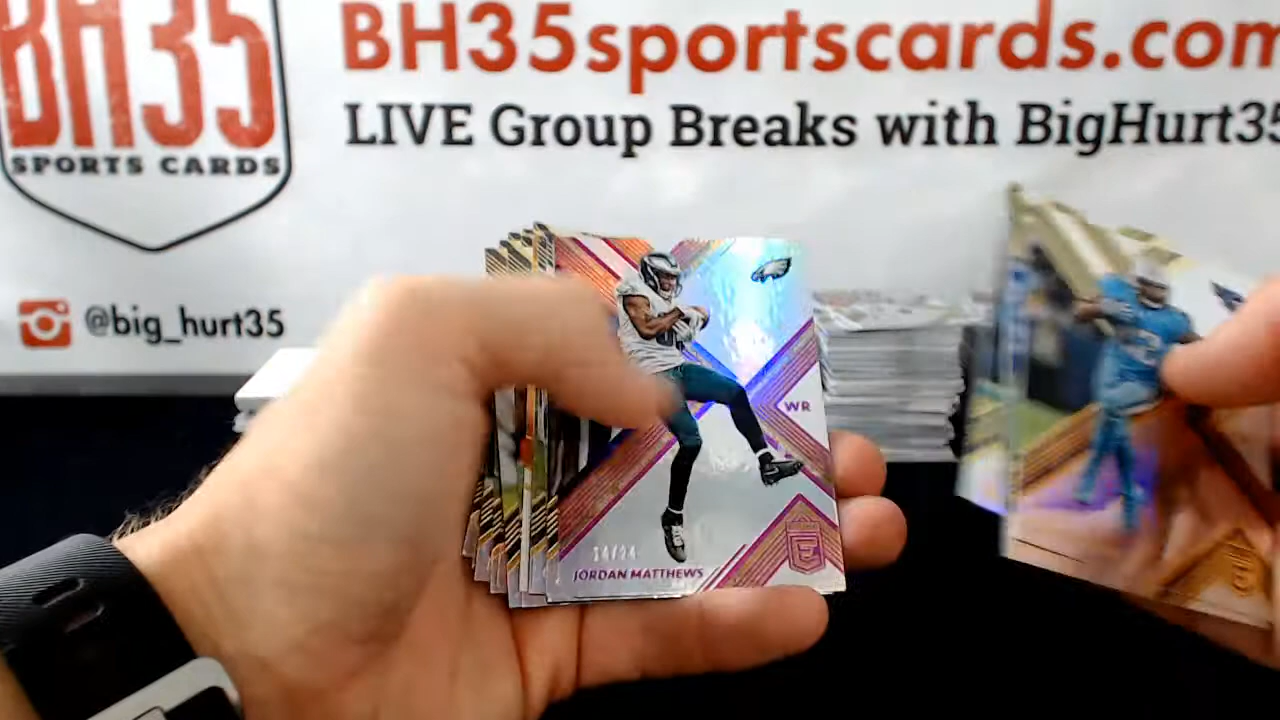 BH35
SPORTS CARDS
BH35sportscards.com
LIVE Group Breaks with BigHurt35
@big_hurt35
WR
14/24
JORDAN MATTHEWS